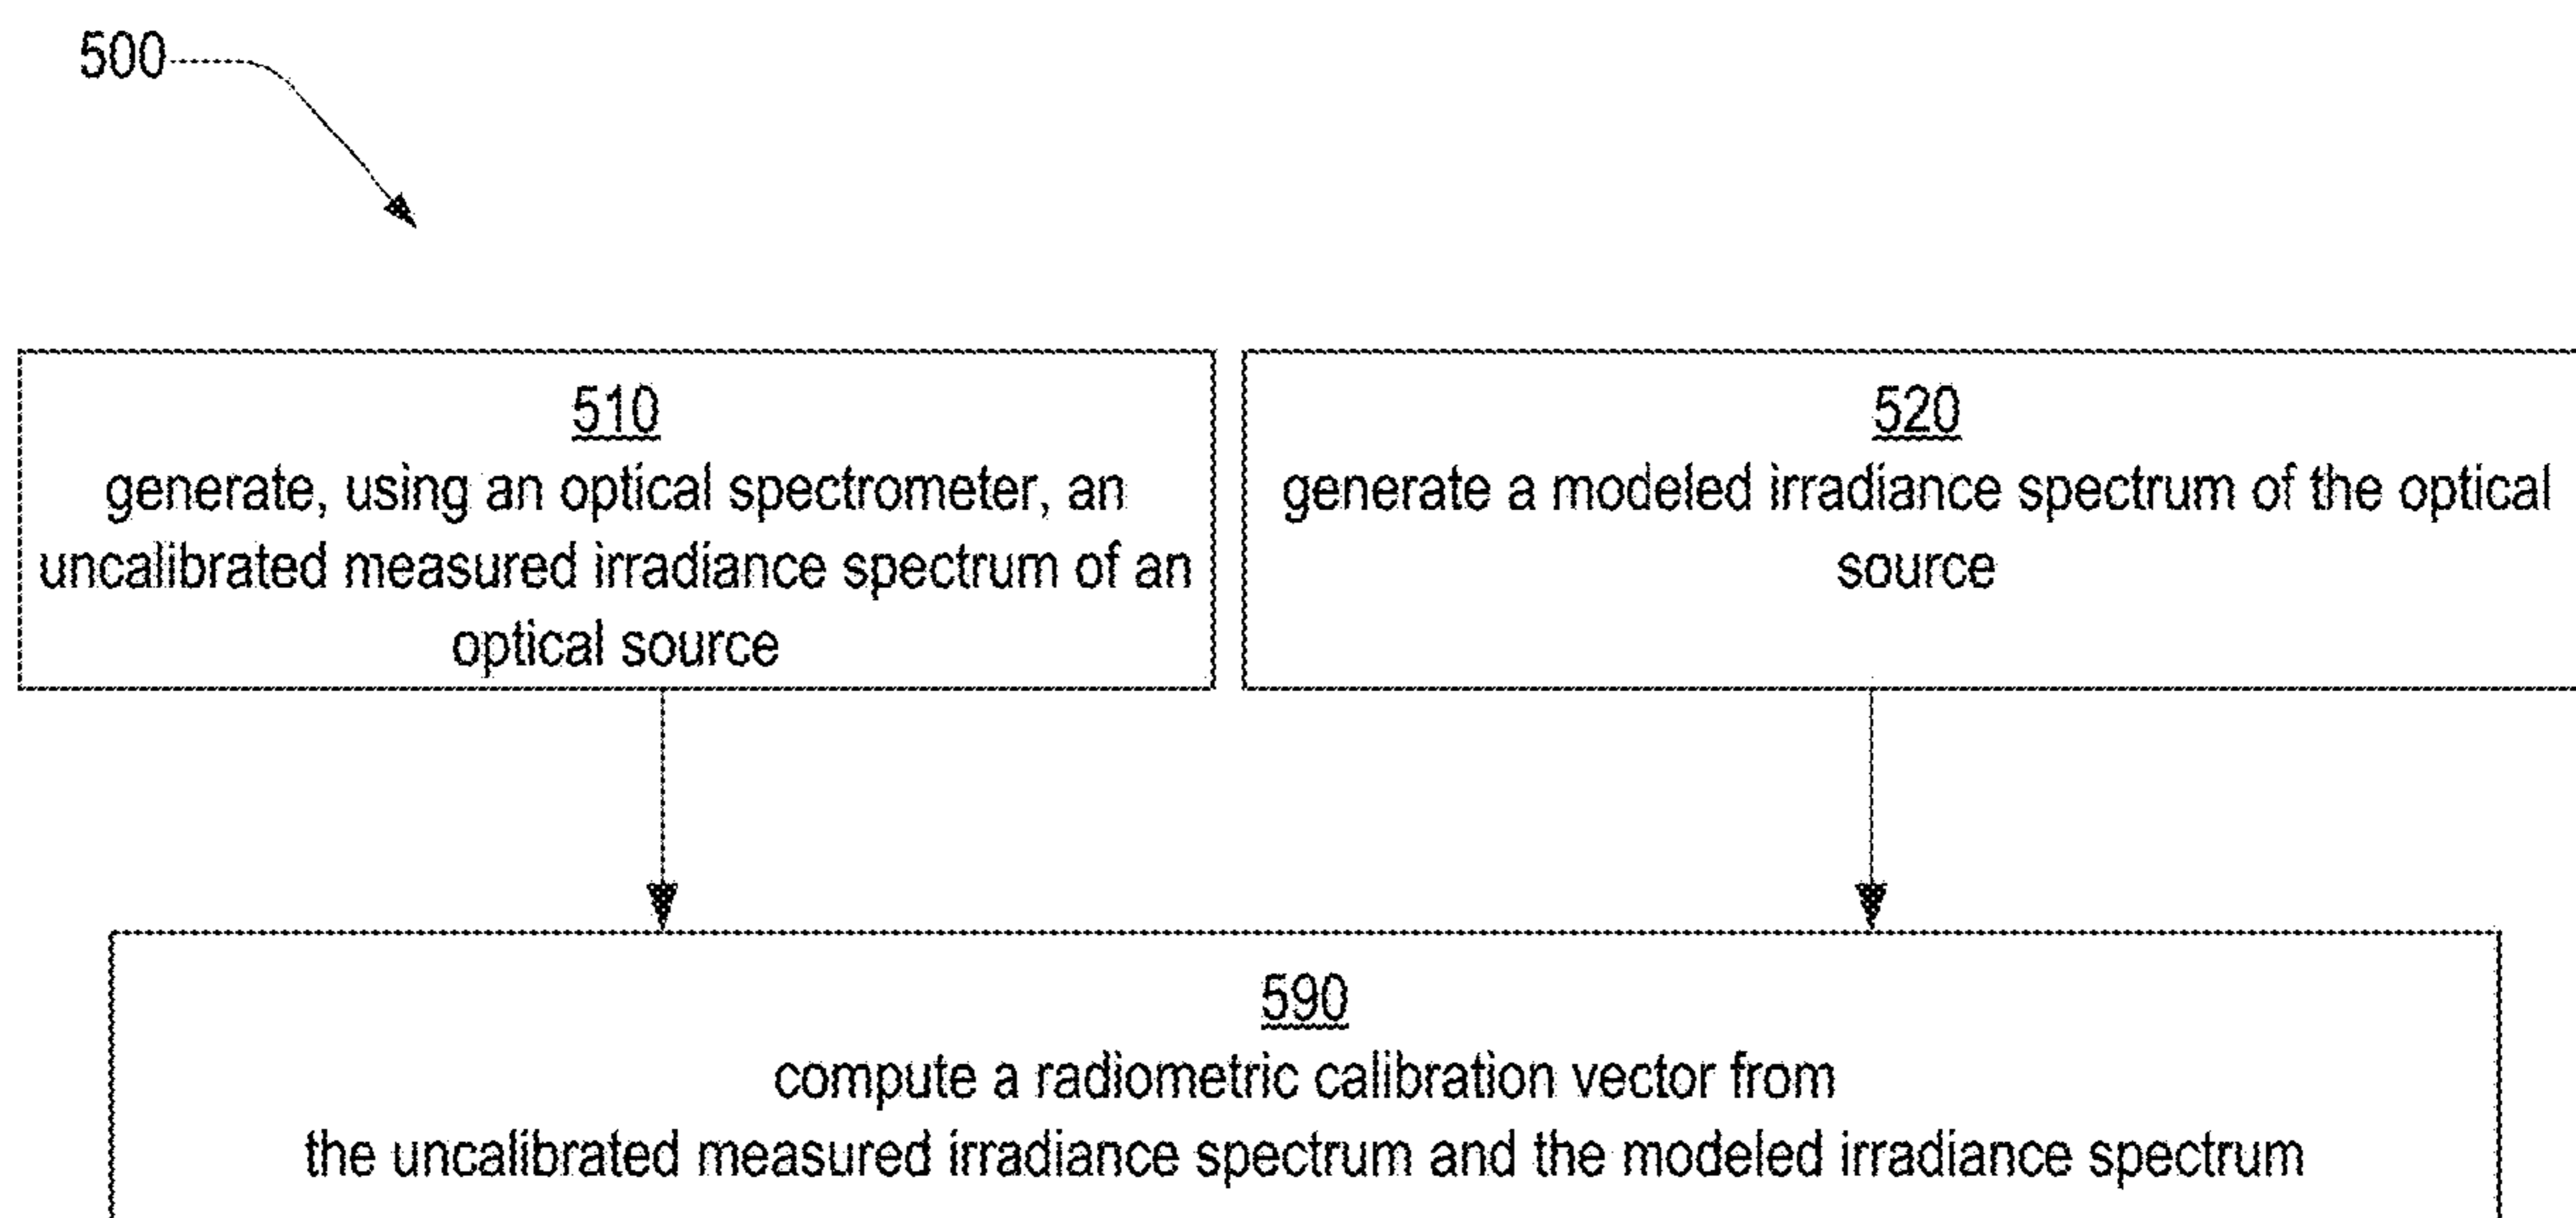 500
510
generate, using an optical spectrometer, an
uncalibrated measured irradiance spectrum of an
optical source
520
generate a modeled irradiance spectrum of the optical
source
590
compute a radiometric calibration vector from
the uncalibrated measured irradiance spectrum and the modeled irradiance spectrum